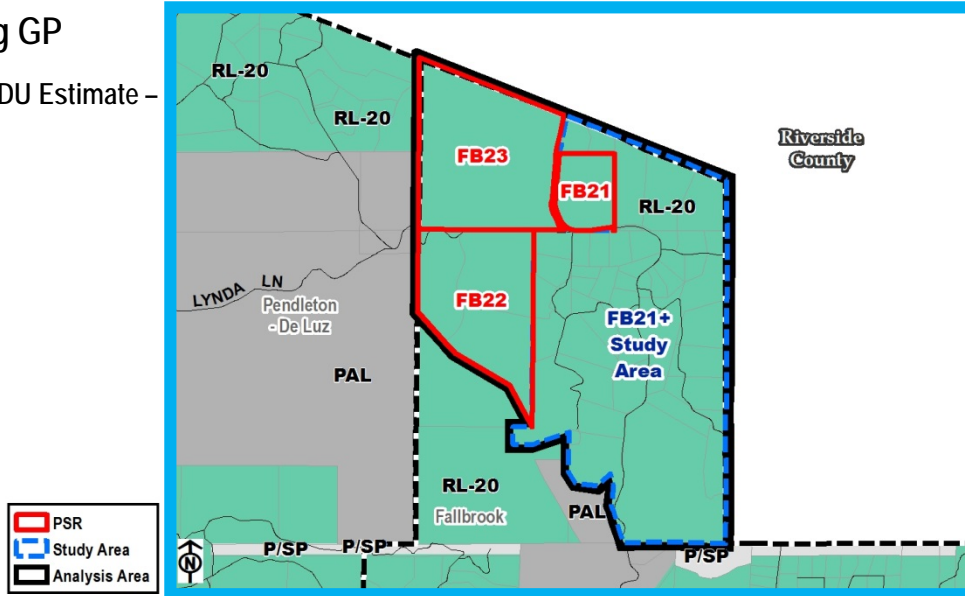 g GP
DU Estimate –
RL-20
RL-20
FB23
FB21
RL-20
Riverside
County
LYNDA LN
Pendleton
- De Luz
FB22
FB21+
Study
Area
PAL
RL-20
Fallbrook
PAL
P/SP
P/SP
P/SP
PSR
Study Area
Analysis Area
N